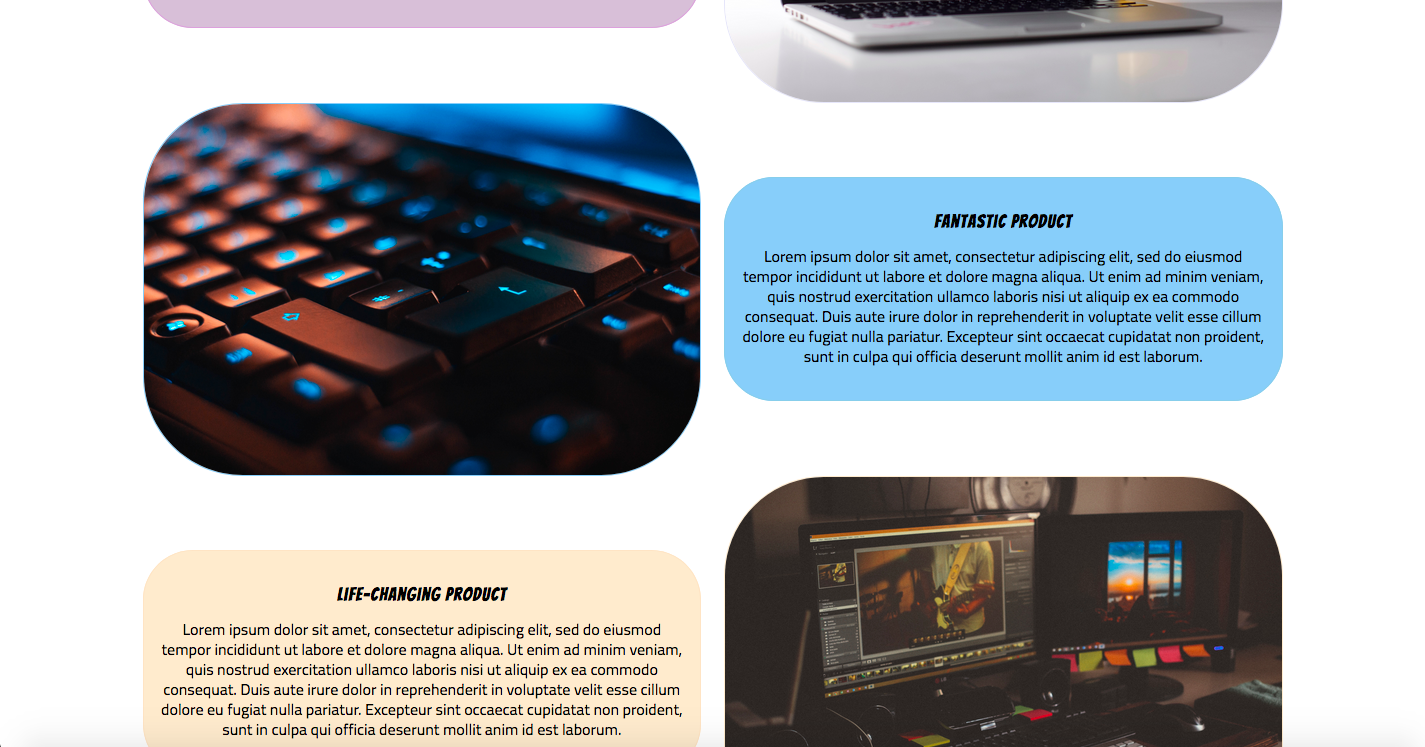 FANTASTIC PRODUCT
Lorem ipsum dolor sit amet, consectetur adipiscing elit, sed do eiusmod
tempor incididunt ut labore et dolore magna aliqua. Ut enim ad minim veniam,
quis nostrud exercitation ullamco laboris nisi ut aliquip ex ea commodo
consequat. Duis aute irure dolor in reprehenderit in voluptate velit esse cillum
dolore eu fugiat nulla pariatur. Excepteur sint occaecat cupidatat non proident,
sunt in culpa qui officia deserunt mollit anim id est laborum.
LIFE-CHANGING PRODUCT
Lorem ipsum dolor sit amet, consectetur adipiscing elit, sed do eiusmod
tempor incididunt ut labore et dolore magna aliqua. Ut enim ad minim veniam,
quis nostrud exercitation ullamco laboris nisi ut aliquip ex ea commodo
consequat. Duis aute irure dolor in reprehenderit in voluptate velit esse cillum
dolore eu fugiat nulla pariatur. Excepteur sint occaecat cupidatat non proident,
sunt in culpa qui officia deserunt mollit anim id est laborum.